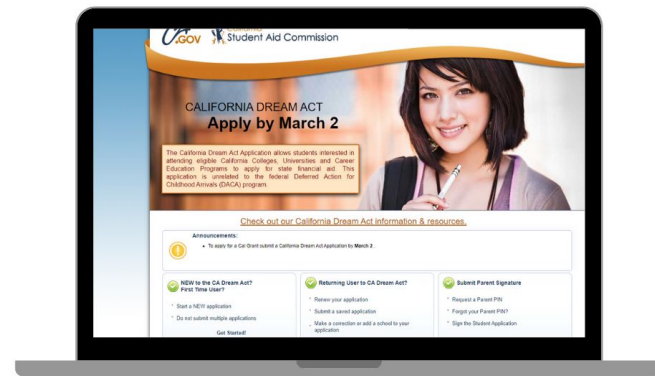 .GOV
Student Aid Commission
CALIFORNIA DREAM ACT
Apply by March 2
The California Dream Act Application allows students interested in
attending eligible California Colleges, Universities and Career
Education Programs to apply for state financial aid. This
application is unrelated to the federal Deferred Action for
Childhood Arrivals (DACA) program.
Check out our California Dream Act information & resources.
Announcements:
• To apply for a Cal Grant submit a California Dream Act Application by March 2 .
NEW to the CA Dream Act?
First Time User?
Start a NEW application
Do not submit multiple applications
Get Started!
Returning User to CA Dream Act?
Renew your application
Submit a saved application
Make a correction or add a school to your
application
Submit Parent Signature
Request a Parent PIN
Forgot your Parent PIN?
Sign the Student Application